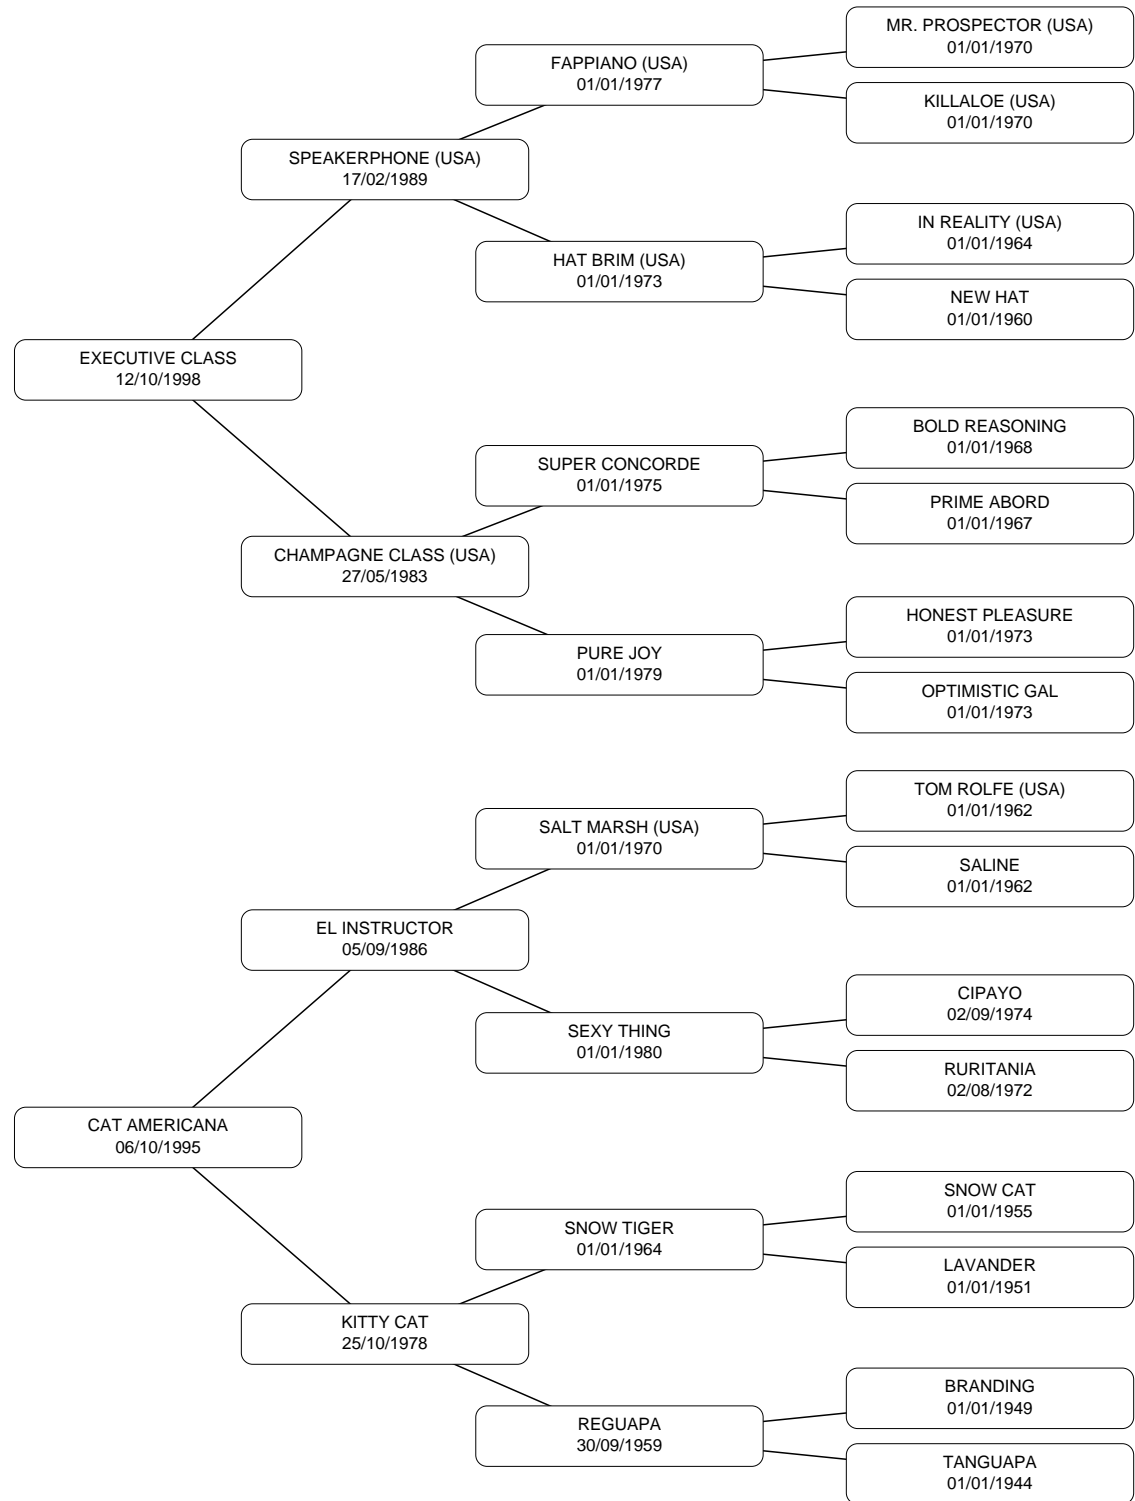 MR. PROSPECTOR (USA)
01/01/1970
FAPPIANO (USA)
01/01/1977
KILLALOE (USA)
01/01/1970
SPEAKERPHONE (USA)
17/02/1989
IN REALITY (USA)
01/01/1964
HAT BRIM (USA)
01/01/1973
NEW HAT
01/01/1960
EXECUTIVE CLASS
12/10/1998
BOLD REASONING
01/01/1968
SUPER CONCORDE
01/01/1975
PRIME ABORD
01/01/1967
CHAMPAGNE CLASS (USA)
27/05/1983
HONEST PLEASURE
01/01/1973
PURE JOY
01/01/1979
OPTIMISTIC GAL
01/01/1973
TOM ROLFE (USA)
01/01/1962
SALT MARSH (USA)
01/01/1970
SALINE
01/01/1962
EL INSTRUCTOR
05/09/1986
CIPAYO
02/09/1974
SEXY THING
01/01/1980
RURITANIA
02/08/1972
CAT AMERICANA
06/10/1995
SNOW CAT
01/01/1955
SNOW TIGER
01/01/1964
LAVANDER
01/01/1951
KITTY CAT
25/10/1978
BRANDING
01/01/1949
REGUAPA
30/09/1959
TANGUAPA
01/01/1944